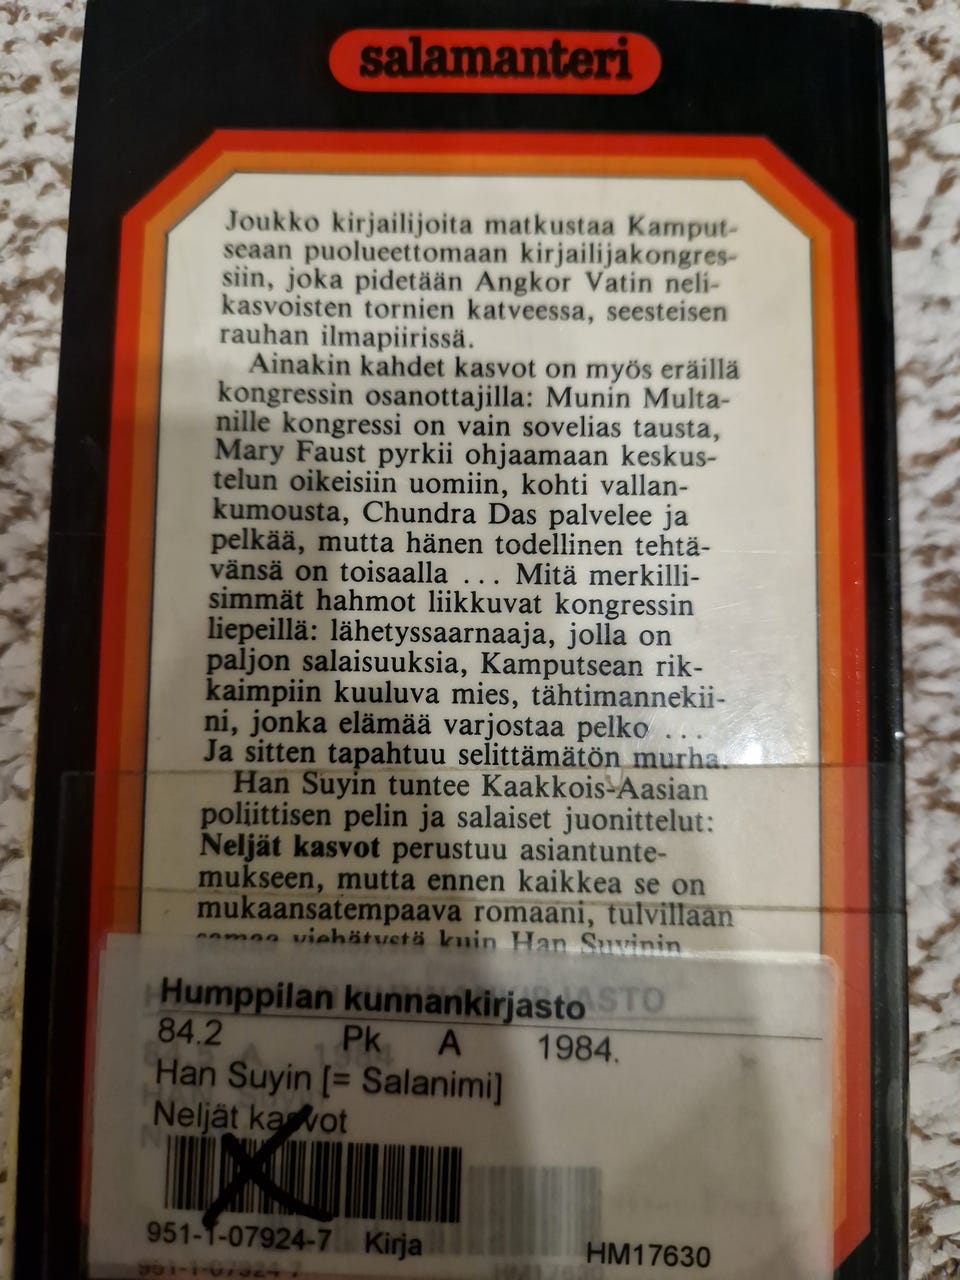 salamanteri
Joukko kirjailijoita matkustaa Kamput-
seaan puolueettomaan kirjailijakongres-
siin, joka pidetään Angkor Vatin neli-
kasvoisten tornien katveessa, seesteisen
rauhan ilmapiirissä.
Ainakin kahdet kasvot on myös eräillä
kongressin osanottajilla: Munin Multa-
nille kongressi on vain sovelias tausta,
Mary Faust pyrkii ohjaamaan keskus-
telun oikeisiin uomiin, kohti vallan-
kumousta, Chundra Das palvelee ja
pelkää, mutta hänen todellinen tehtä-
vänsä on toisaalla ... Mitä merkilli-
simmät hahmot liikkuvat kongressin
liepeillä: lähetyssaarnaaja, jolla on
paljon salaisuuksia, Kamputsean rik-
kaimpiin kuuluva mies, tähtimannekii-
ni, jonka elämää varjostaa pelko ...
Ja sitten tapahtuu selittämätön murha.
Han Suyin tuntee Kaakkois-Aasian
poliittisen pelin ja salaiset juonittelut:
Neljät kasvot perustuu asiantunte-
mukseen, mutta ennen kaikkea se on
mukaansatempaava romaani, tulvillaan
samaa viehätystä kuin Han Suyinin
Humppilan kunnankirjasto
84.2 Pk A 1984.
Han Suyin [= Salanimi]
Neljät kasvot
951-1-07924-7 Kirja HM17630